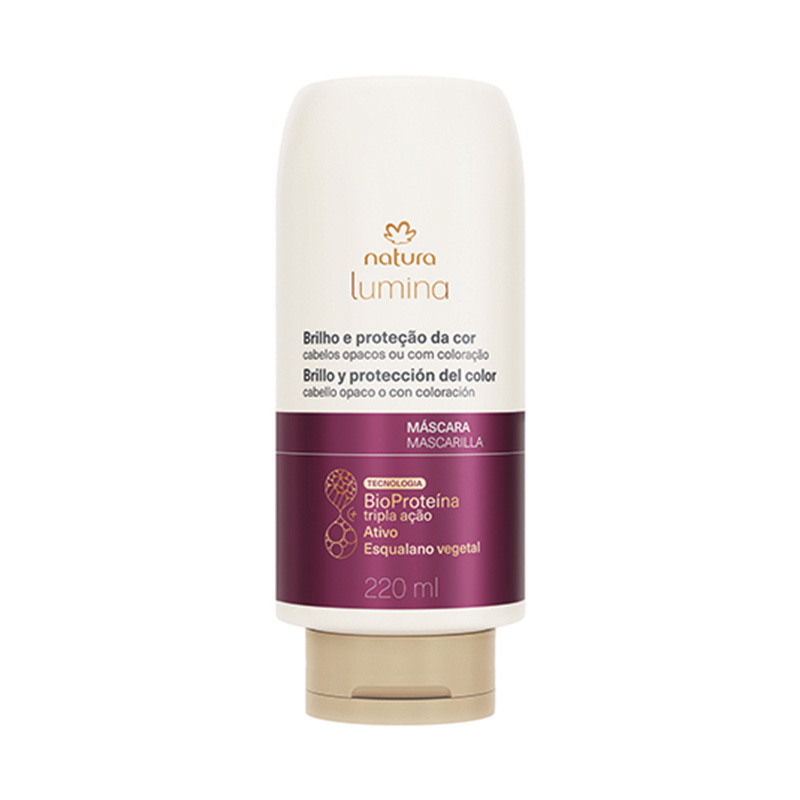 natura
lumina
Brilho e proteção da cor
cabelos opacos ou com coloração
Brillo y protección del color
cabello opaco o con coloración
MÁSCARA
MASCARILLA
TECNOLOGIA
BioProteína
tripla ação
Ativo
Esqualano vegetal
220 ml